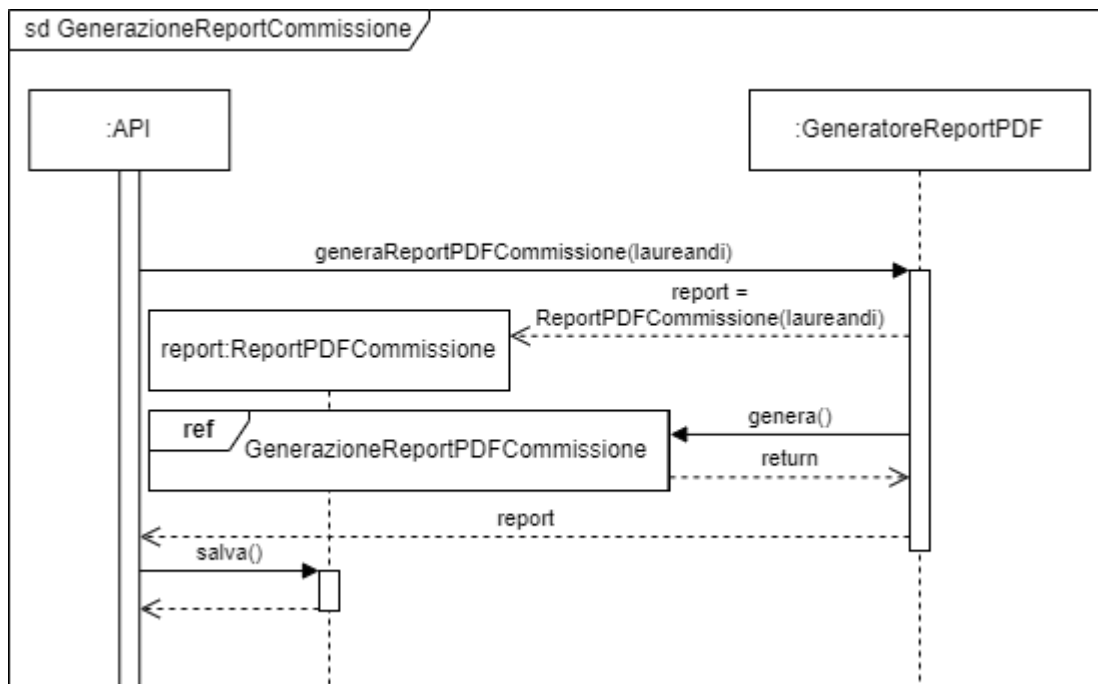 sd GenerazioneReportCommissione
:API
:GeneratoreReportPDF
generaReportPDFCommissione(laureandi)
report =
ReportPDFCommissione(laureandi)
report:ReportPDFCommissione
ref
genera()
GenerazioneReportPDFCommissione
return
report
salva()